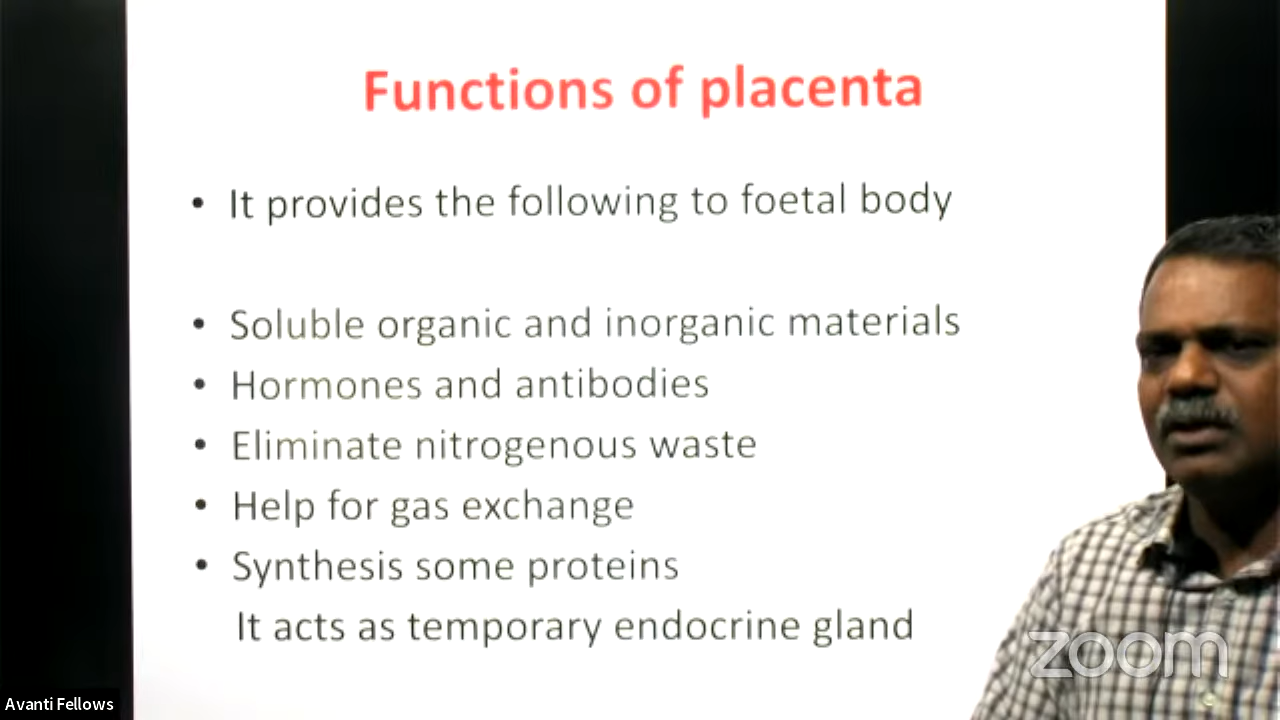 Functions of placenta
• It provides the following to foetal body
• Soluble organic and inorganic materials
• Hormones and antibodies
• Eliminate nitrogenous waste
• Help for gas exchange
• Synthesis some proteins
It acts as temporary endocrine gland
zoom
Avanti Fellows